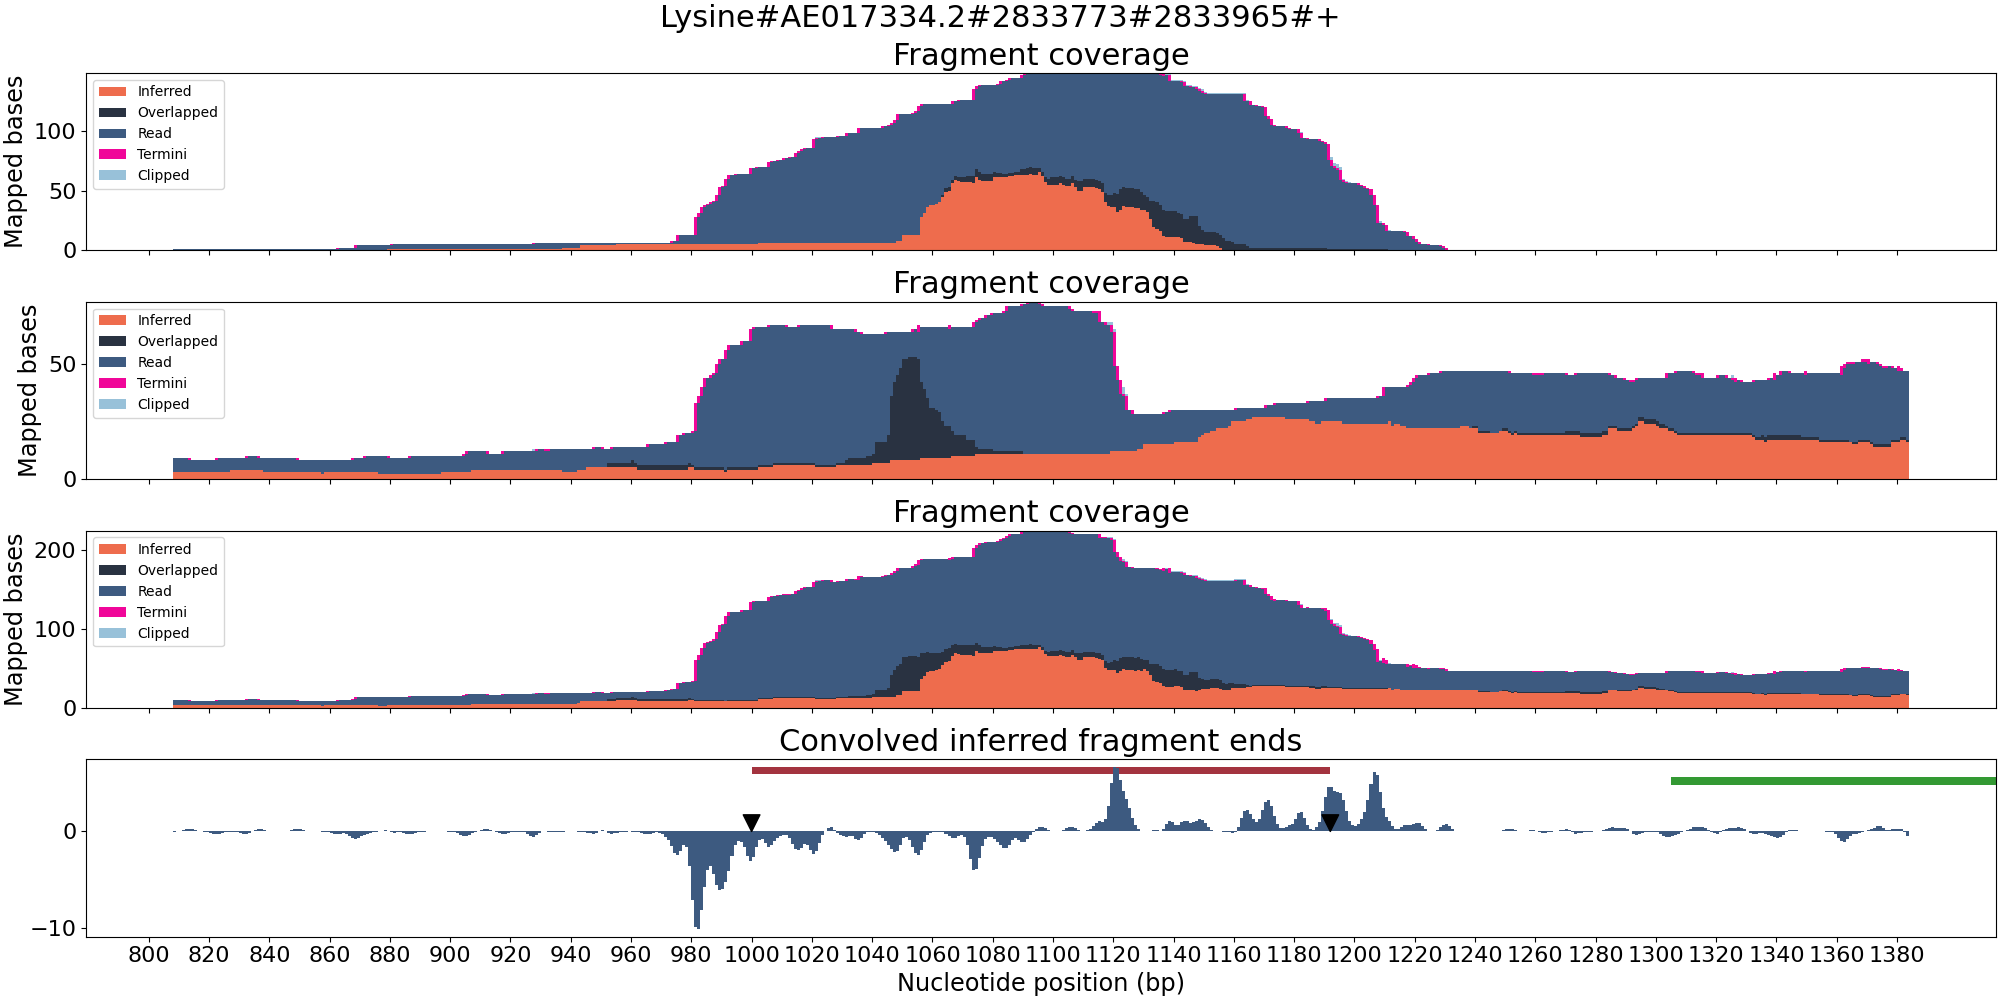 Lysine#AE017334.2#2833773#2833965#+
Fragment coverage
Mapped bases
100
50
0
Inferred
Overlapped
Read
Termini
Clipped
Fragment coverage
Mapped bases
50
0
Inferred
Overlapped
Read
Termini
Clipped
Fragment coverage
Mapped bases
200
100
0
Inferred
Overlapped
Read
Termini
Clipped
Convolved inferred fragment ends
0
−10
800 820 840 860 880 900 920 940 960 980 1000 1020 1040 1060 1080 1100 1120 1140 1160 1180 1200 1220 1240 1260 1280 1300 1320 1340 1360 1380
Nucleotide position (bp)